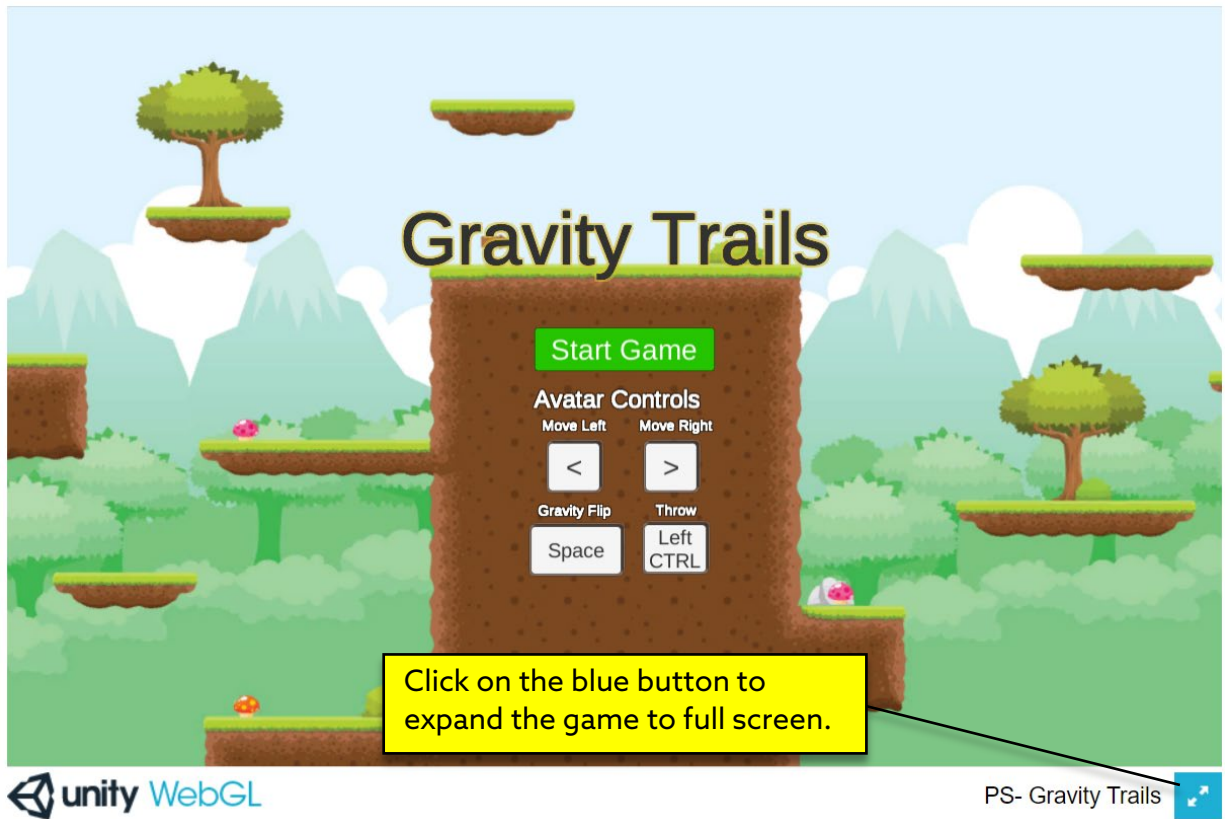 Gravity Trails
Start Game
Avatar Controls
Move Left Move Right
< >
Gravity Flip Throw
Space Left
CTRL
Click on the blue button to
expand the game to full screen.
unity WebGL
PS- Gravity Trails